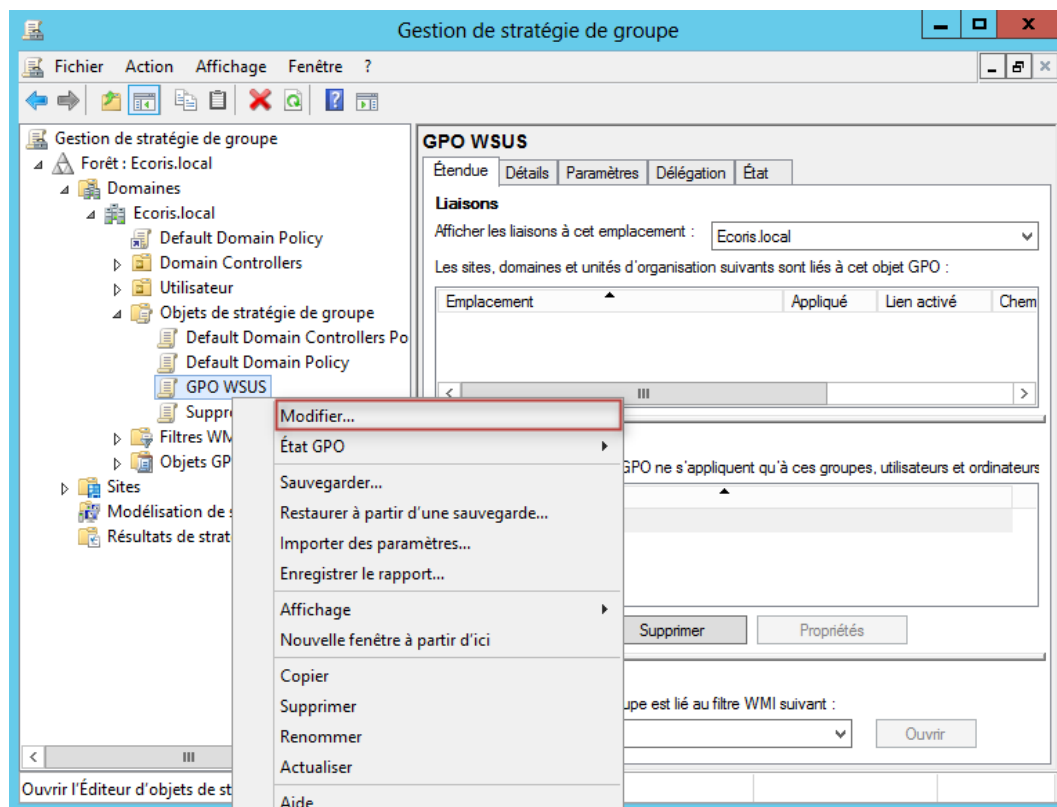 Gestion de stratégie de groupe
Fichier Action Affichage Fenêtre ?
Gestion de stratégie de groupe
Forêt : Ecoris.local
Domaines
Ecoris.local
Default Domain Policy
Domain Controllers
Utilisateur
Objets de stratégie de groupe
Default Domain Controllers Po
Default Domain Policy
GPO WSUS
Suppr
Filtres WM
Objets GP
Sites
Modélisation de s
Résultats de strat
GPO WSUS
Étendue Détails Paramètres Délégation État
Liaisons
Afficher les liaisons à cet emplacement : Ecoris.local
Les sites, domaines et unités d'organisation suivants sont liés à cet objet GPO :
Emplacement Appliqué Lien activé Chem
GPO ne s'appliquent qu'à ces groupes, utilisateurs et ordinateurs
Supprimer Propriétés
upe est lié au filtre WMI suivant :
Ouvrir
Modifier...
État GPO
Sauvegarder...
Restaurer à partir d'une sauvegarde...
Importer des paramètres...
Enregistrer le rapport...
Affichage
Nouvelle fenêtre à partir d'ici
Copier
Supprimer
Renommer
Actualiser
Aide
Ouvrir l'Éditeur d'objets de st